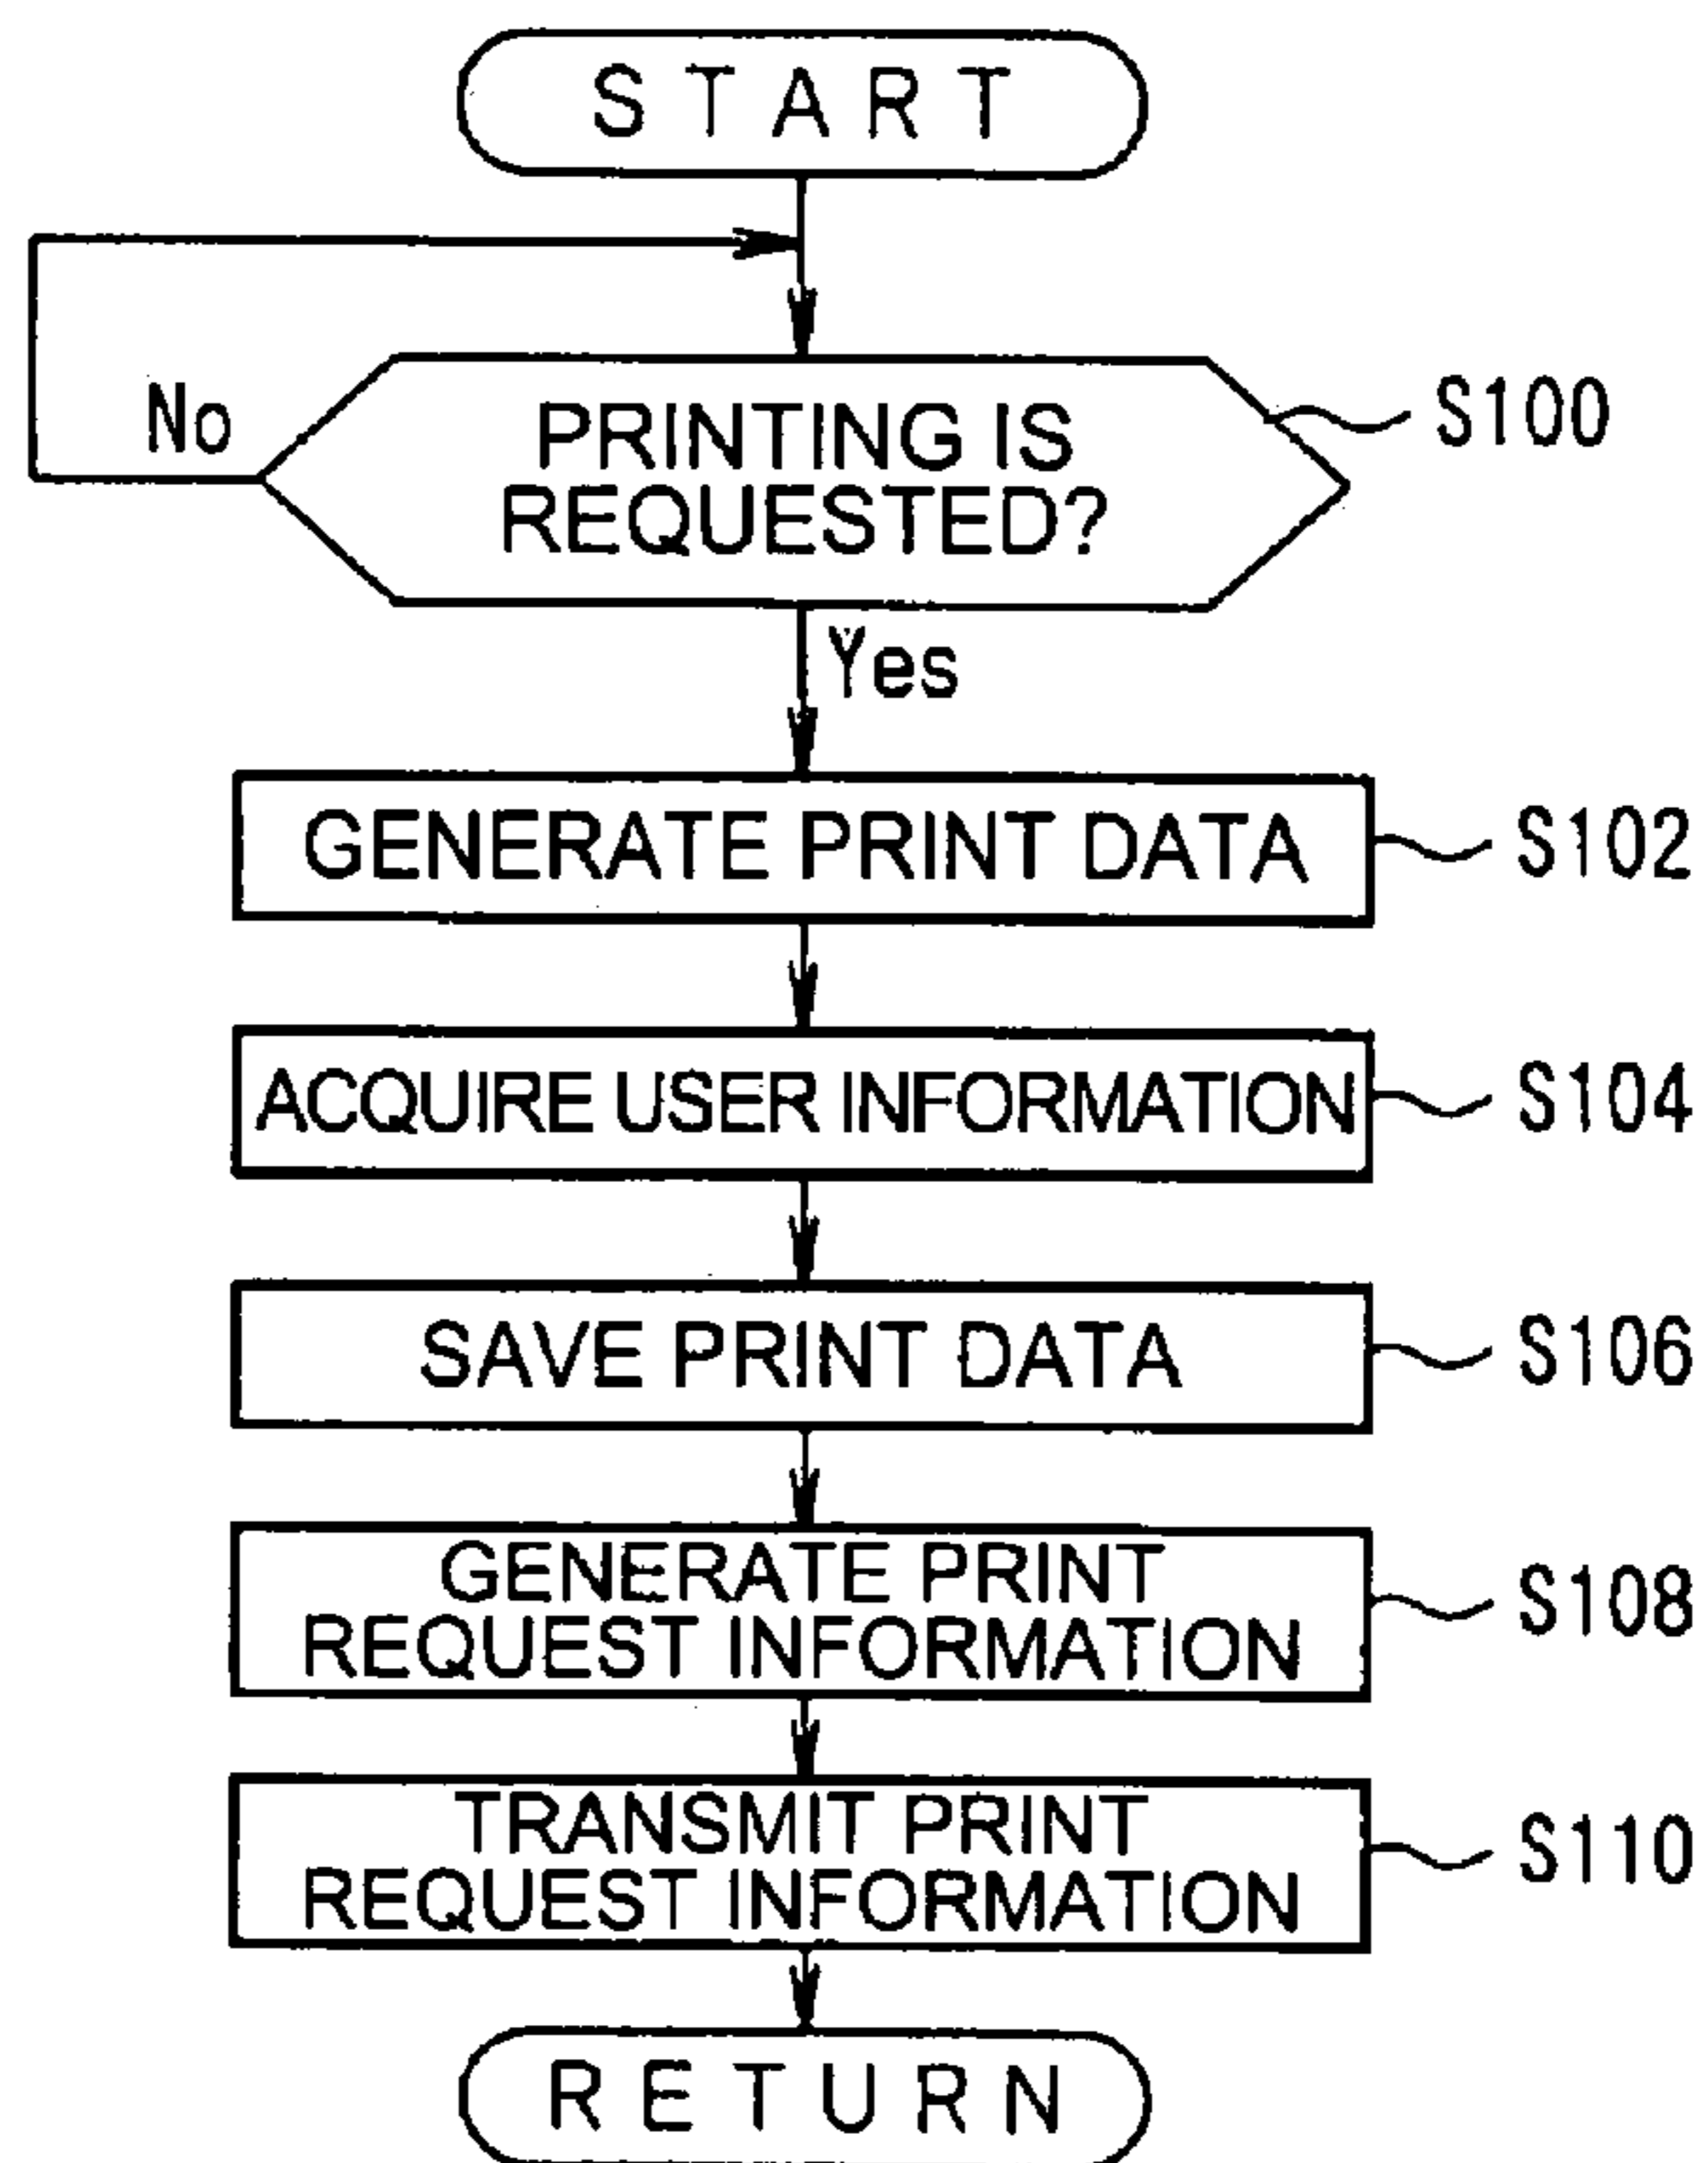 START
No
PRINTING IS
REQUESTED?
S100
Yes
GENERATE PRINT DATA
S102
ACQUIRE USER INFORMATION
S104
SAVE PRINT DATA
S106
GENERATE PRINT
REQUEST INFORMATION
S108
TRANSMIT PRINT
REQUEST INFORMATION
S110
RETURN